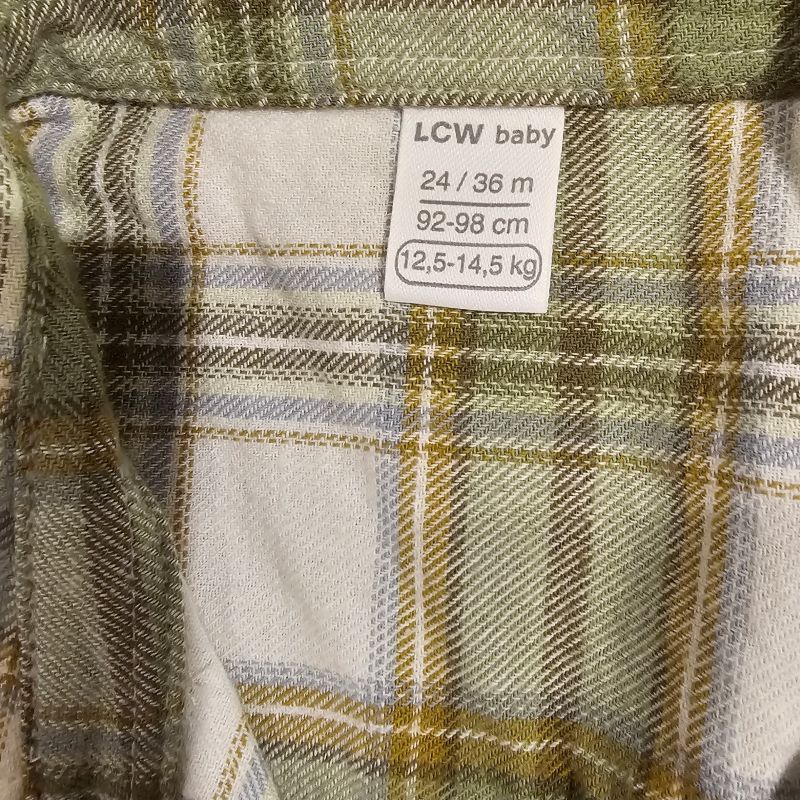 LCW baby
24 / 36 m
92-98 cm
12,5-14,5 kg